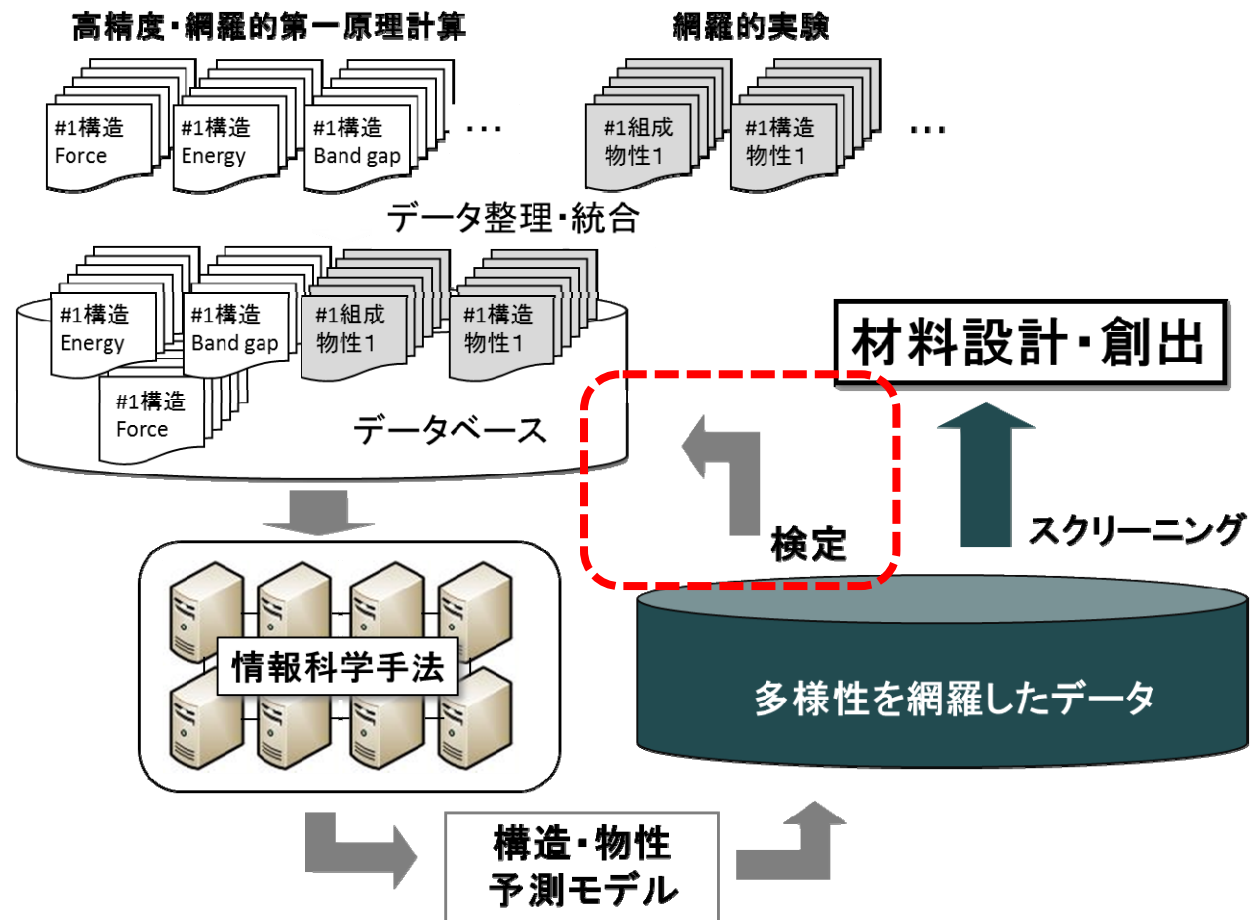 高精度・網羅的第一原理計算
網羅的実験
#1構造
Force
#1構造
Energy
#1構造
Band gap
…
#1組成
物性1
#1構造
物性1
…
データ整理・統合
#1構造
Energy
#1構造
Band gap
#1組成
物性1
#1構造
物性1
#1構造
Force
データベース
材料設計・創出
検定
スクリーニング
情報科学手法
多様性を網羅したデータ
構造・物性
予測モデル